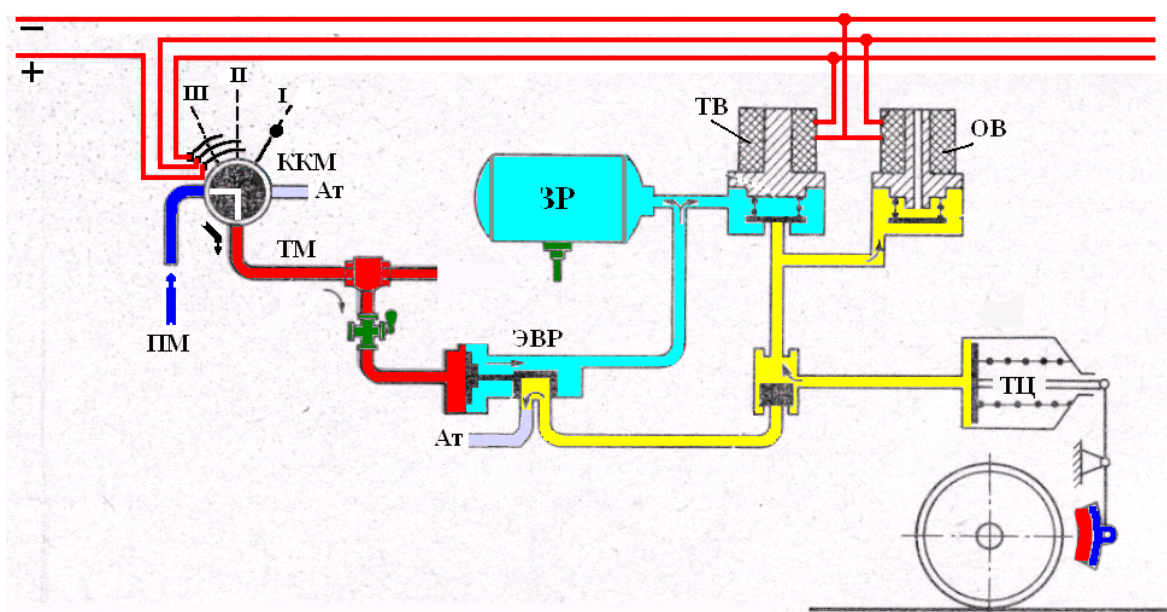 −
+
III
II
I
ККМ
Ат
ТМ
ПМ
ЗР
ТВ
ОВ
ЭВР
Ат
ТЦ